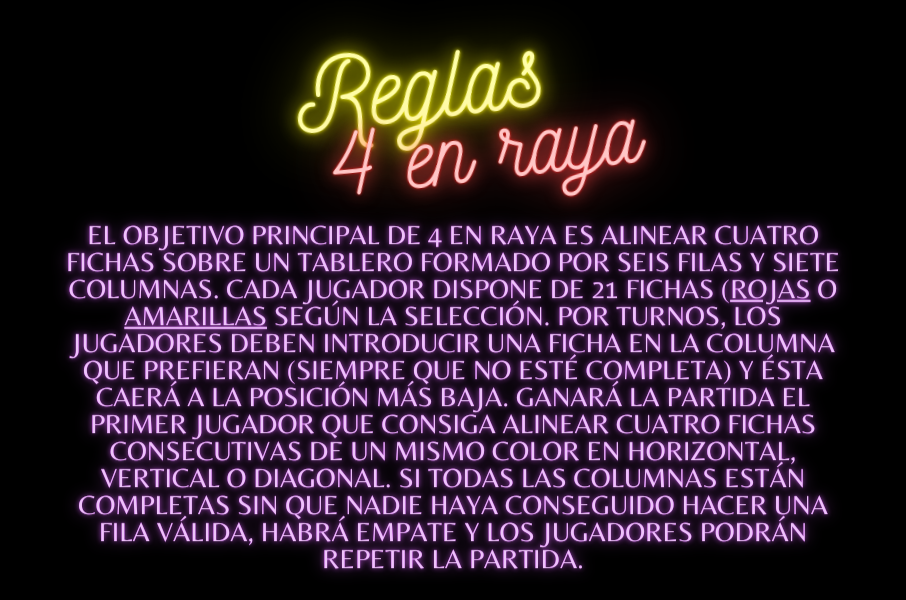 Reglas
4 en raya
EL OBJETIVO PRINCIPAL DE 4 EN RAYA ES ALINEAR CUATRO
FICHAS SOBRE UN TABLERO FORMADO POR SEIS FILAS Y SIETE
COLUMNAS. CADA JUGADOR DISPONE DE 21 FICHAS (ROJAS O
AMARILLAS SEGÚN LA SELECCIÓN. POR TURNOS, LOS
JUGADORES DEBEN INTRODUCIR UNA FICHA EN LA COLUMNA
QUE PREFIERAN (SIEMPRE QUE NO ESTÉ COMPLETA) Y ÉSTA
CAERÁ A LA POSICIÓN MÁS BAJA. GANARÁ LA PARTIDA EL
PRIMER JUGADOR QUE CONSIGA ALINEAR CUATRO FICHAS
CONSECUTIVAS DE UN MISMO COLOR EN HORIZONTAL,
VERTICAL O DIAGONAL. SI TODAS LAS COLUMNAS ESTÁN
COMPLETAS SIN QUE NADIE HAYA CONSEGUIDO HACER UNA
FILA VÁLIDA, HABRÁ EMPATE Y LOS JUGADORES PODRÁN
REPETIR LA PARTIDA.